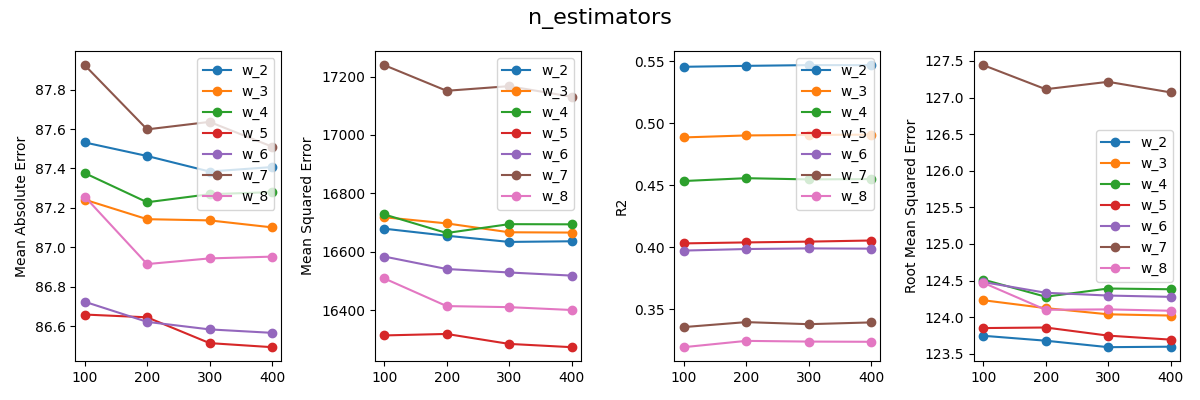 n_estimators
Mean Absolute Error
87.8
87.6
87.4
87.2
87.0
86.8
86.6
100 200 300 400
w_2
w_3
w_4
w_5
w_6
w_7
w_8
Mean Squared Error
17200
17000
16800
16600
16400
100 200 300 400
w_2
w_3
w_4
w_5
w_6
w_7
w_8
R2
0.55
0.50
0.45
0.40
0.35
100 200 300 400
w_2
w_3
w_4
w_5
w_6
w_7
w_8
Root Mean Squared Error
127.5
127.0
126.5
126.0
125.5
125.0
124.5
124.0
123.5
100 200 300 400
w_2
w_3
w_4
w_5
w_6
w_7
w_8